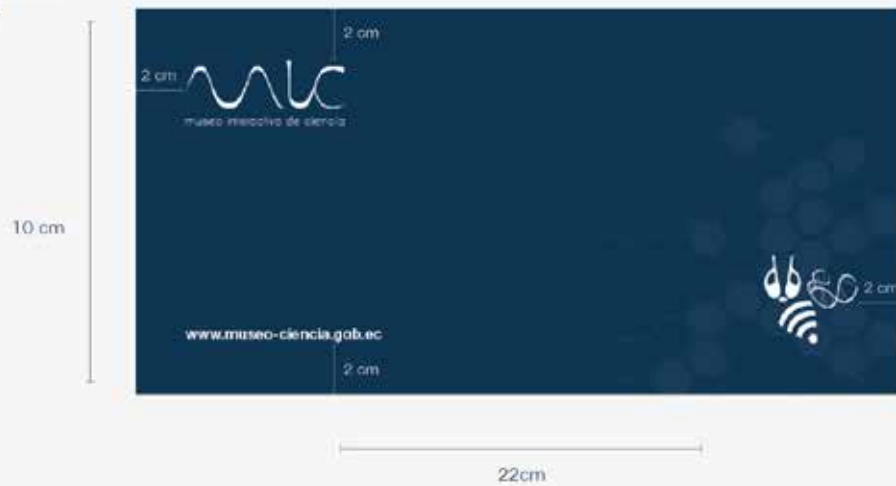 2 cm
2 cm
mic
museo interactivo de ciencia
10 cm
2 cm
www.museo-ciencia.gob.ec
2 cm
22cm